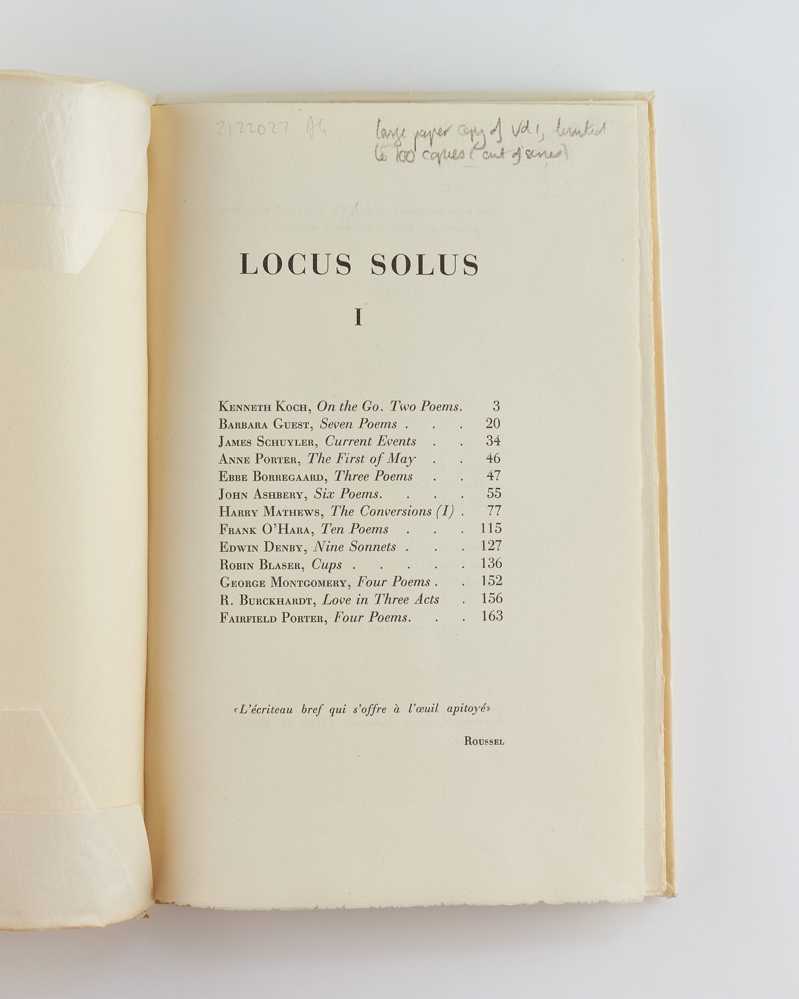 large paper copy of Vol 1, limited
to 100 copies (out of series)
LOCUS SOLUS
I
KENNETH KOCH, On the Go. Two Poems. 3
BARBARA GUEST, Seven Poems . . . 20
JAMES SCHUYLER, Current Events . . 34
ANNE PORTER, The First of May . . 46
EBBE BORREGAARD, Three Poems . . 47
JOHN ASHBERY, Six Poems. . . . 55
HARRY MATHEWS, The Conversions (I) . 77
FRANK O'HARA, Ten Poems . . . 115
EDWIN DENBY, Nine Sonnets . . . 127
ROBIN BLASER, Cups . . . . . 136
GEORGE MONTGOMERY, Four Poems . . 152
R. BURCKHARDT, Love in Three Acts . 156
FAIRFIELD PORTER, Four Poems. . . 163
«L'écriteau bref qui s'offre à l'œuil apitoyé»
ROUSSEL